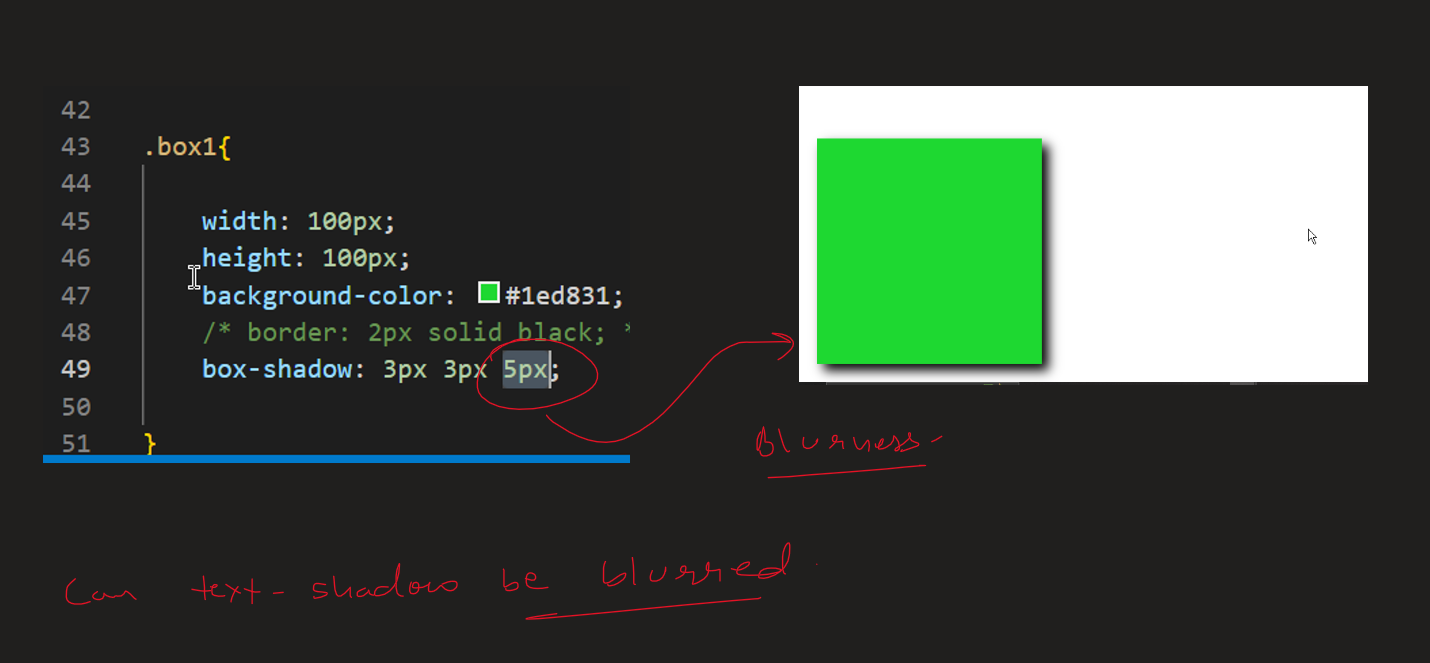 42
43 .box1{
44
45 width: 100px;
46 height: 100px;
47 background-color: #1ed831;
48 /* border: 2px solid black; *
49 box-shadow: 3px 3px 5px;
50
51 }
Blurness -
Can text-shadow be blurred.